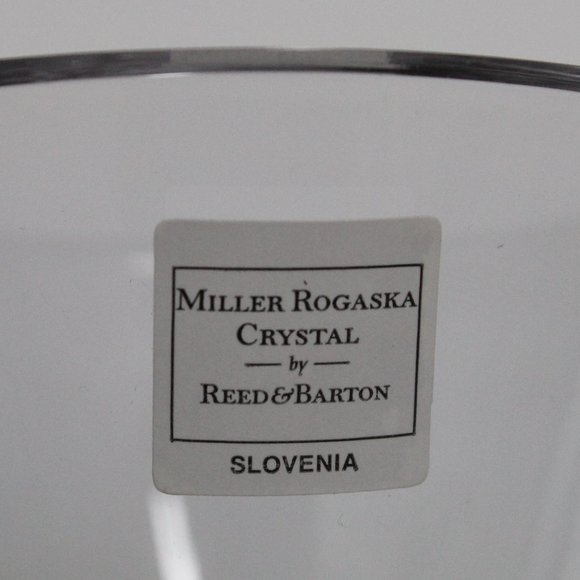 MILLER ROGASKA
CRYSTAL
— by —
REED&BARTON
SLOVENIA